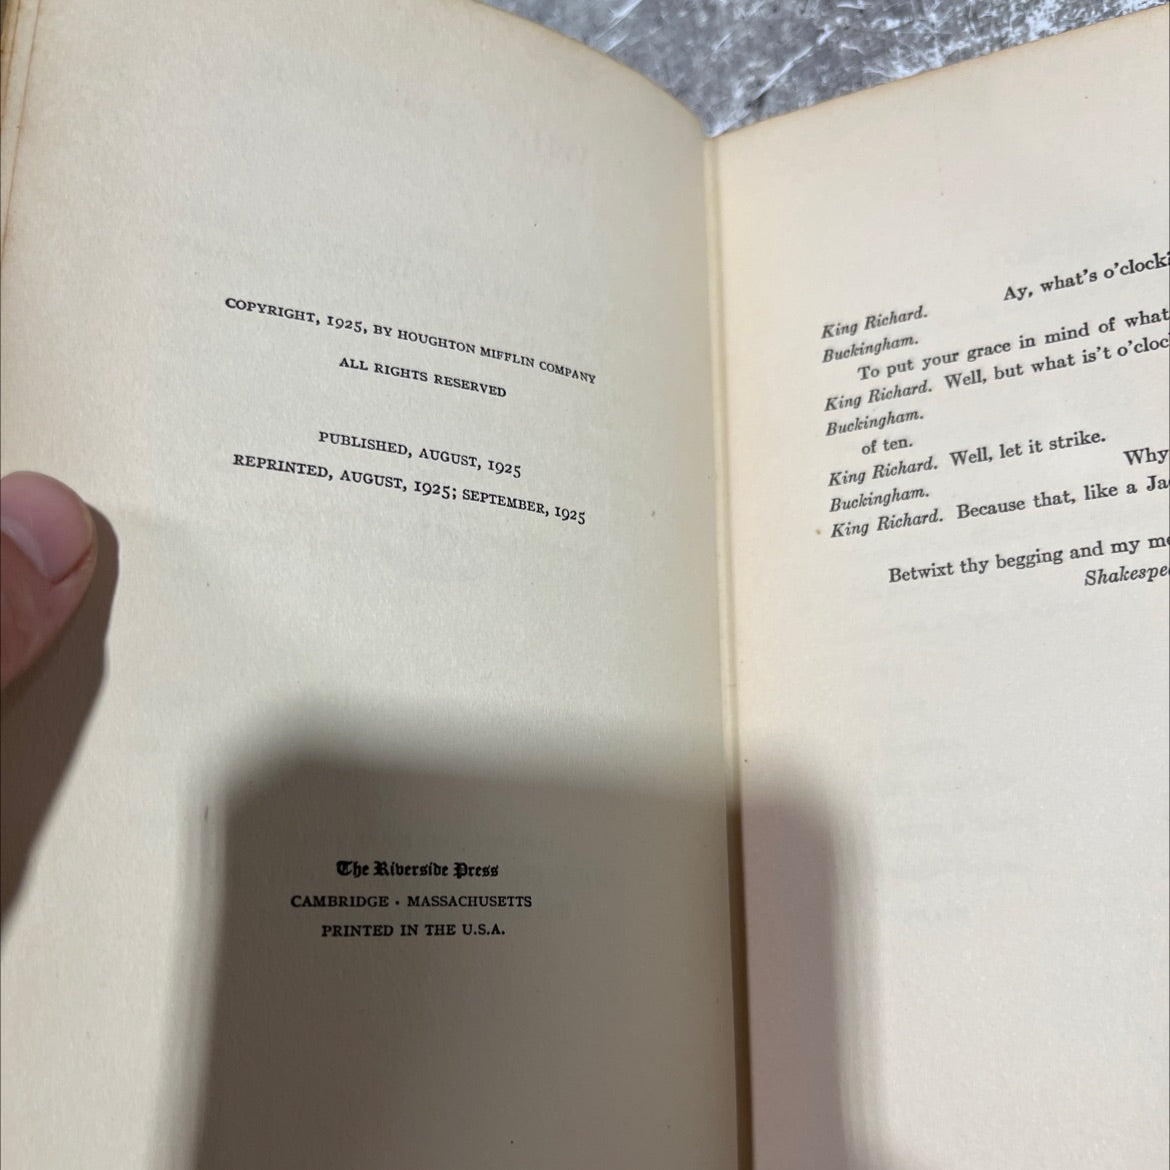 COPYRIGHT, 1925, BY HOUGHTON MIFFLIN COMPANY
ALL RIGHTS RESERVED
PUBLISHED, AUGUST, 1925
REPRINTED, AUGUST, 1925; SEPTEMBER, 1925
The Riverside Press
CAMBRIDGE · MASSACHUSETTS
PRINTED IN THE U.S.A.
King Richard. Ay, what's
Buckingham.
To put your grace in mind of what
King Richard. Well, but what is't
Buckingham.
of ten.
King Richard. Well, let it strike.
Buckingham. Why
King Richard. Because that, like a
Betwixt thy begging and my